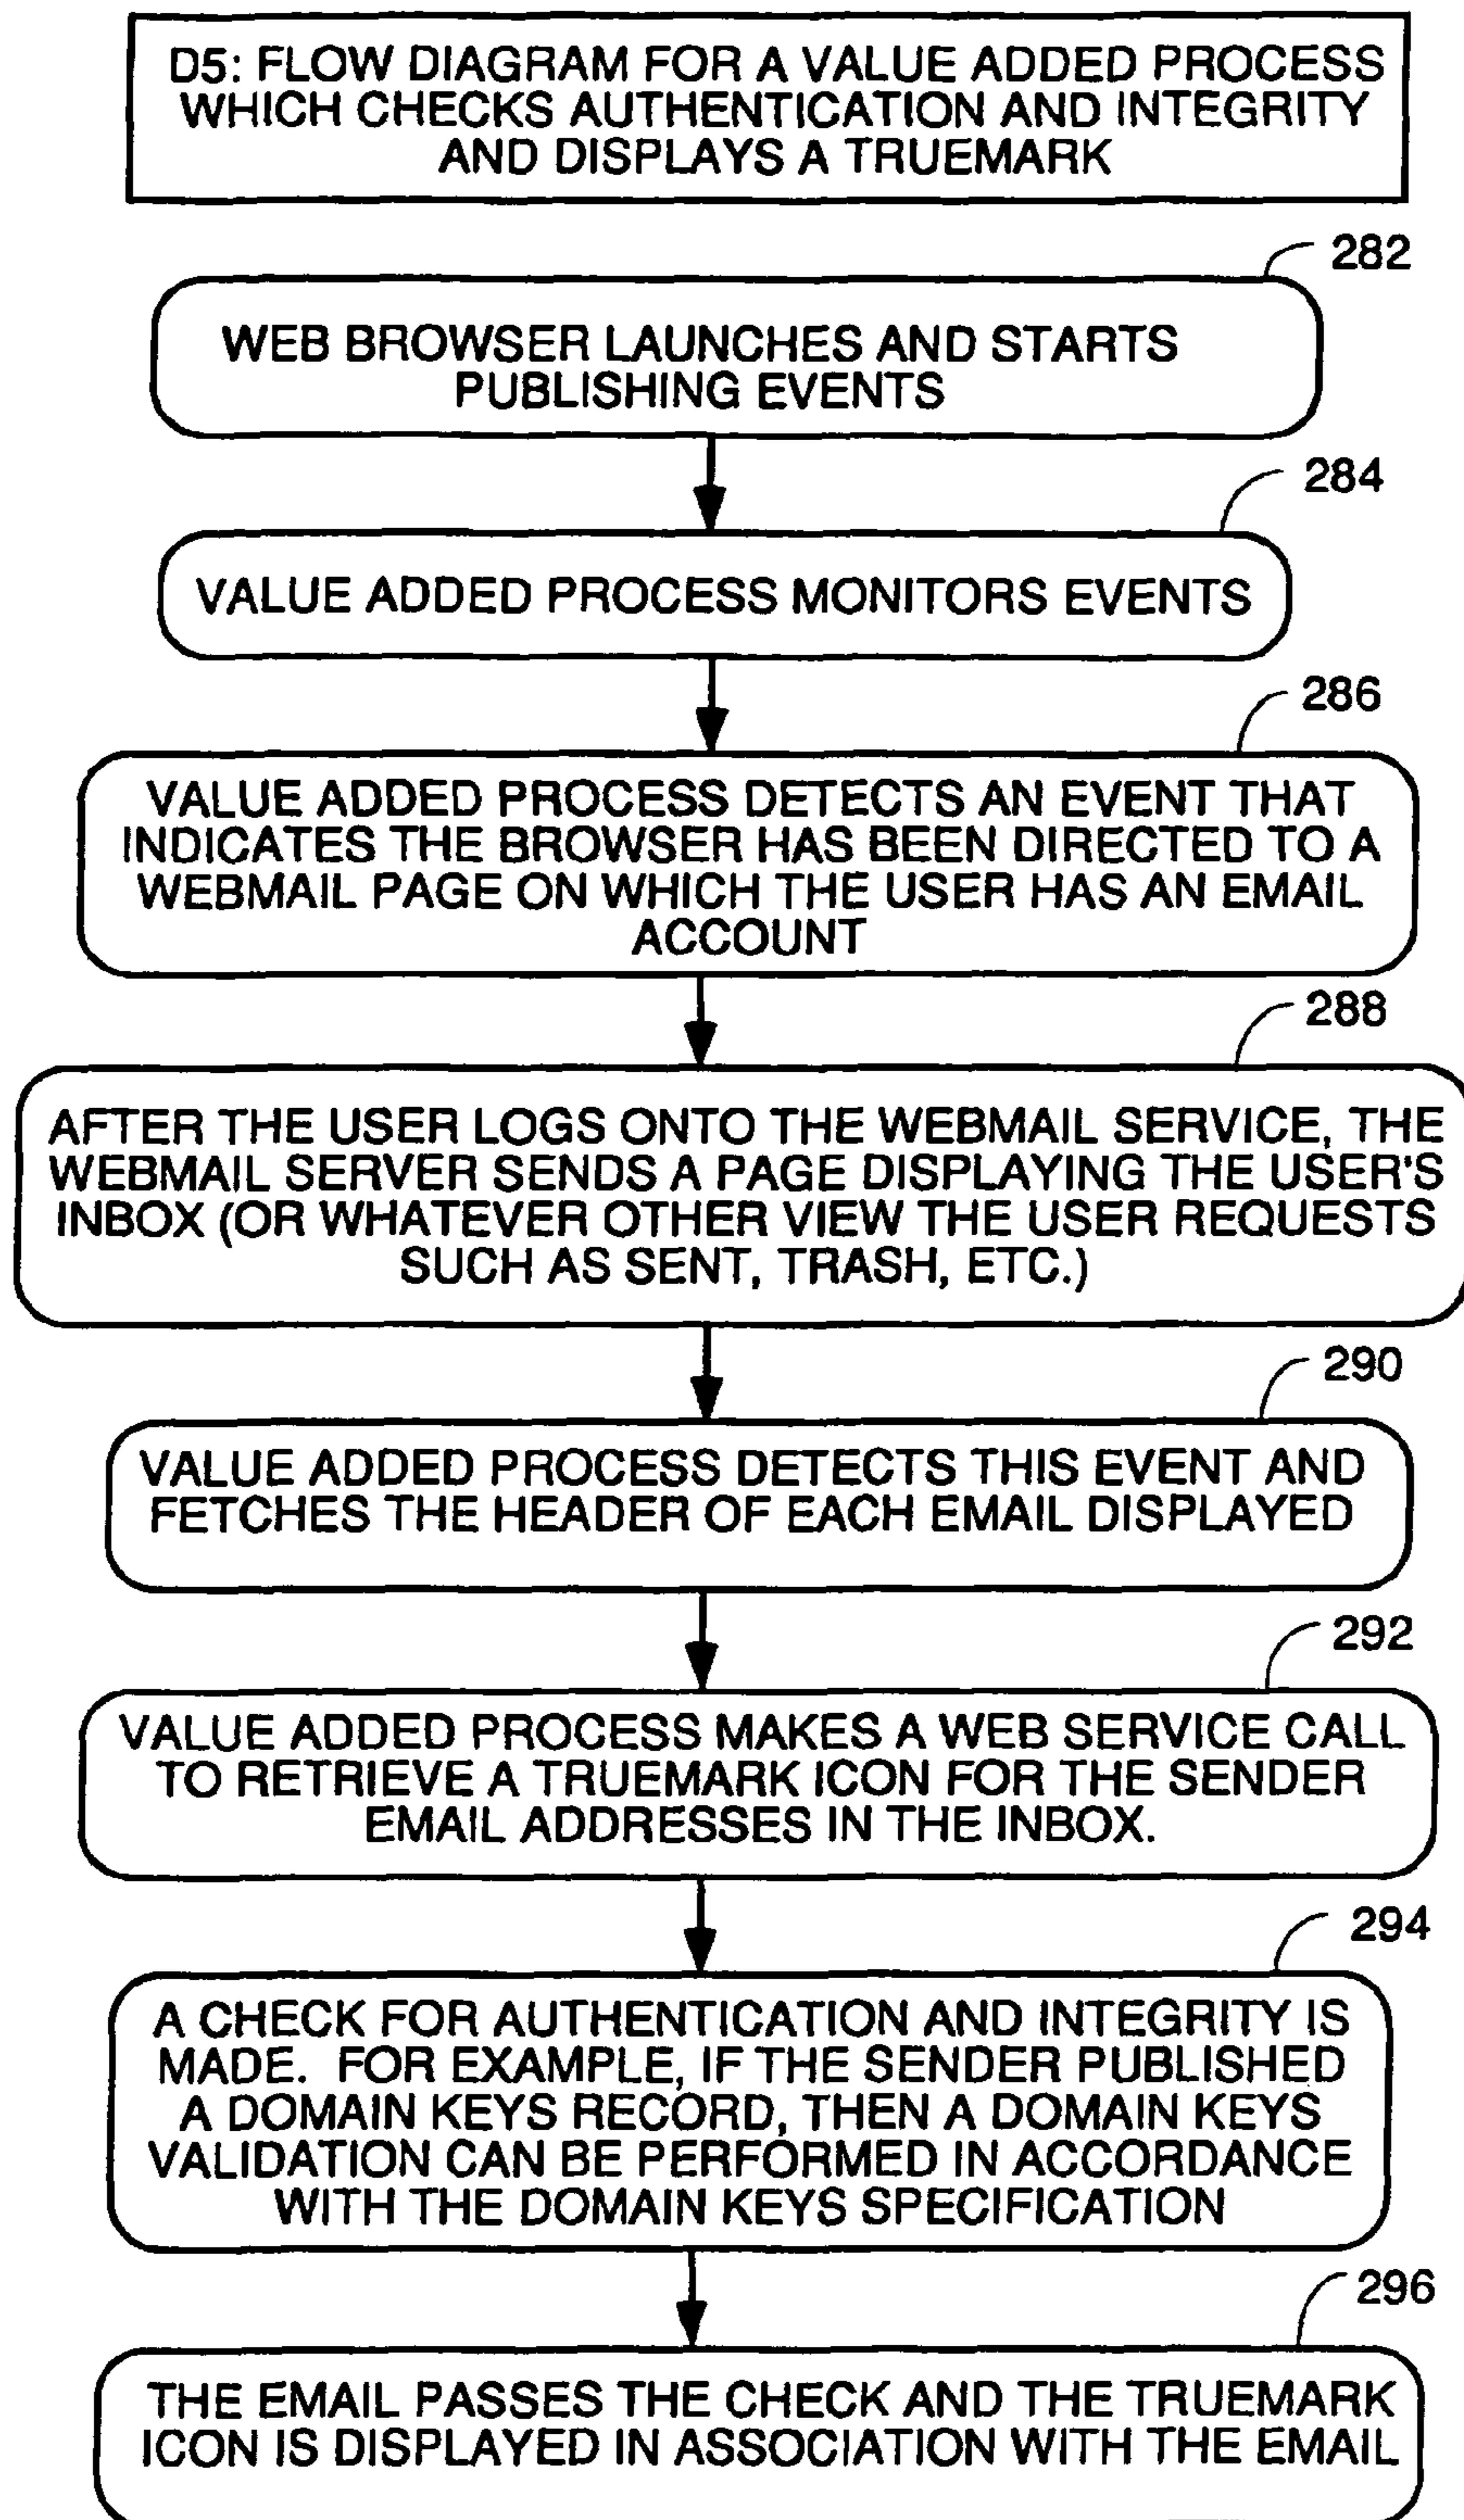 D5: FLOW DIAGRAM FOR A VALUE ADDED PROCESS
WHICH CHECKS AUTHENTICATION AND INTEGRITY
AND DISPLAYS A TRUEMARK
282
WEB BROWSER LAUNCHES AND STARTS
PUBLISHING EVENTS
284
VALUE ADDED PROCESS MONITORS EVENTS
286
VALUE ADDED PROCESS DETECTS AN EVENT THAT
INDICATES THE BROWSER HAS BEEN DIRECTED TO A
WEBMAIL PAGE ON WHICH THE USER HAS AN EMAIL
ACCOUNT
288
AFTER THE USER LOGS ONTO THE WEBMAIL SERVICE, THE
WEBMAIL SERVER SENDS A PAGE DISPLAYING THE USER'S
INBOX (OR WHATEVER OTHER VIEW THE USER REQUESTS
SUCH AS SENT, TRASH, ETC.)
290
VALUE ADDED PROCESS DETECTS THIS EVENT AND
FETCHES THE HEADER OF EACH EMAIL DISPLAYED
292
VALUE ADDED PROCESS MAKES A WEB SERVICE CALL
TO RETRIEVE A TRUEMARK ICON FOR THE SENDER
EMAIL ADDRESSES IN THE INBOX.
294
A CHECK FOR AUTHENTICATION AND INTEGRITY IS
MADE. FOR EXAMPLE, IF THE SENDER PUBLISHED
A DOMAIN KEYS RECORD, THEN A DOMAIN KEYS
VALIDATION CAN BE PERFORMED IN ACCORDANCE
WITH THE DOMAIN KEYS SPECIFICATION
296
THE EMAIL PASSES THE CHECK AND THE TRUEMARK
ICON IS DISPLAYED IN ASSOCIATION WITH THE EMAIL